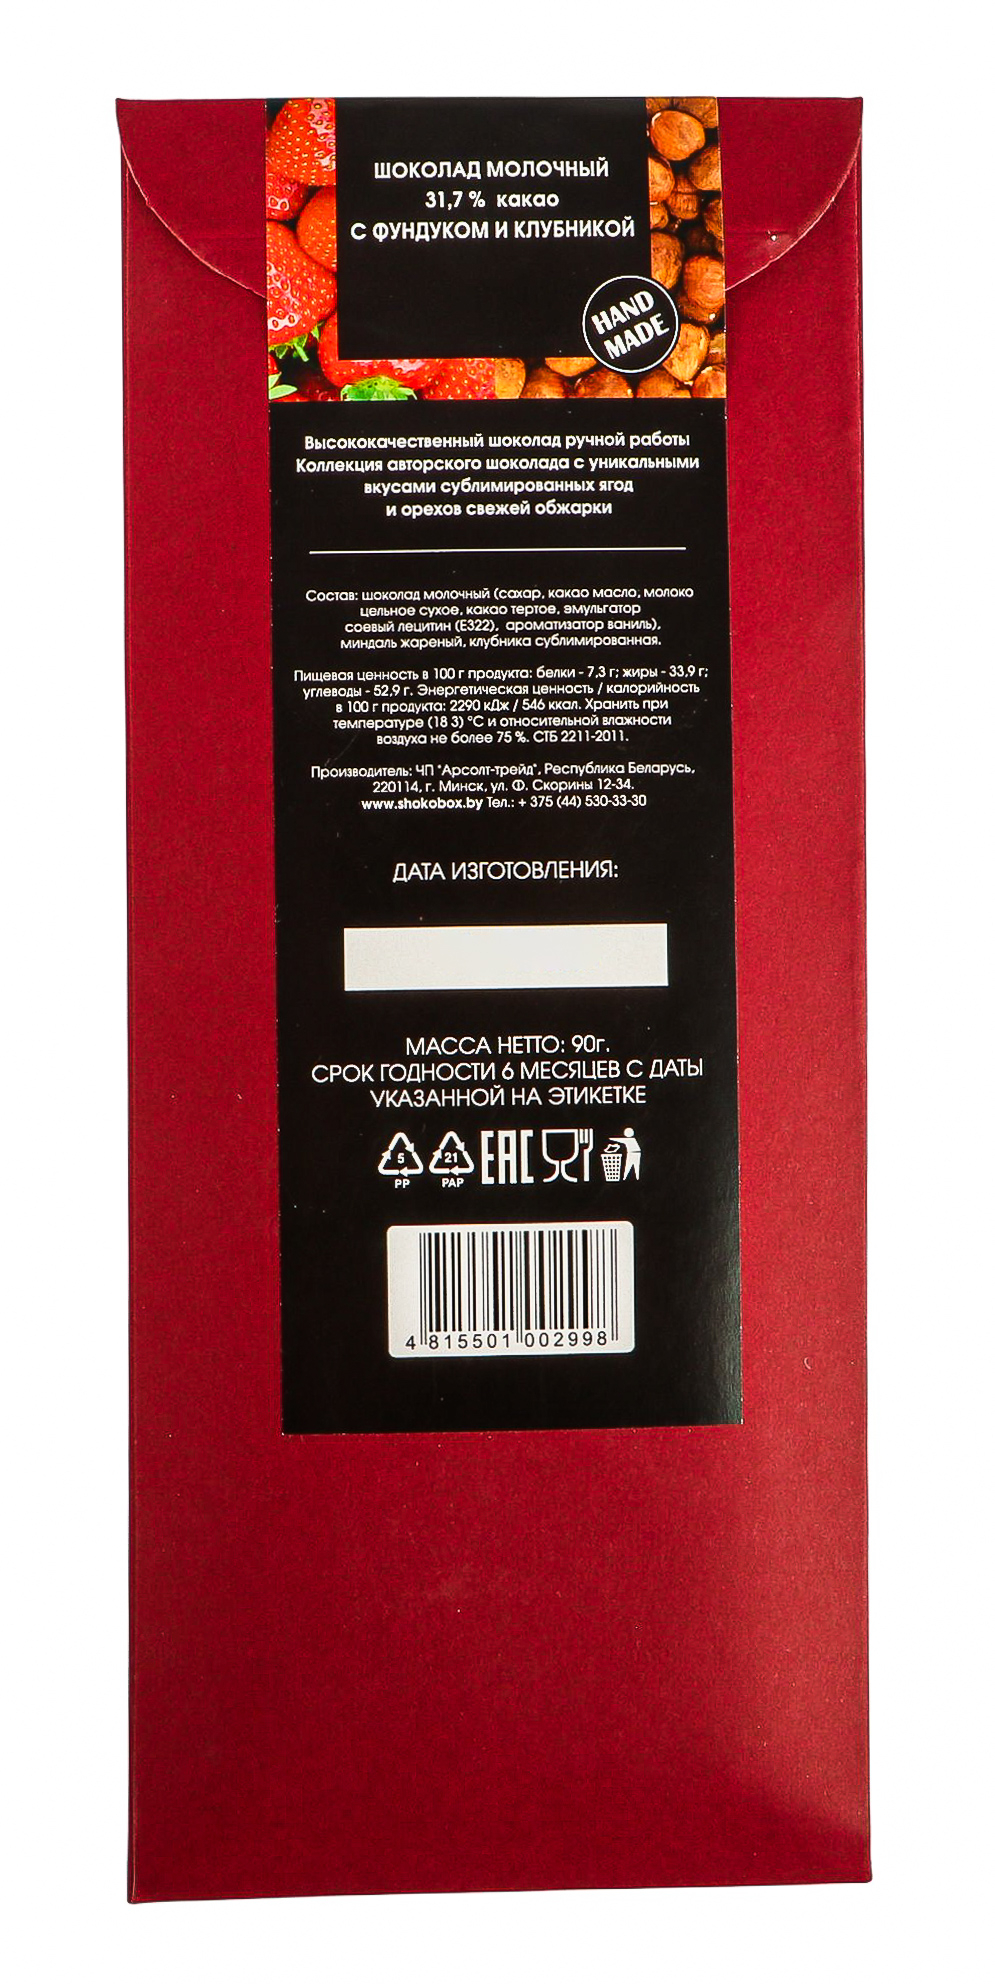 ШОКОЛАД МОЛОЧНЫЙ
31,7 % какао
С ФУНДУКОМ И КЛУБНИКОЙ
HAND
MADE
Высококачественный шоколад ручной работы
Коллекция авторского шоколада с уникальными
вкусами сублимированных ягод
и орехов свежей обжарки
Состав: шоколад молочный (сахар, какао масло, молоко
цельное сухое, какао тертое, эмульгатор
соевый лецитин (Е322), ароматизатор ваниль),
миндаль жареный, клубника сублимированная.
Пищевая ценность в 100 г продукта: белки - 7,3 г; жиры - 33,9 г;
углеводы - 52,9 г. Энергетическая ценность / калорийность
в 100 г продукта: 2290 кДж / 546 ккал. Хранить при
температуре (18 3) °С и относительной влажности
воздуха не более 75 %. СТБ 2211-2011.
Производитель: ЧП "Арсолт-трейд", Республика Беларусь,
220114, г. Минск, ул. Ф. Скорины 12-34.
www.shokobox.by Тел.: + 375 (44) 530-33-30
ДАТА ИЗГОТОВЛЕНИЯ:
МАССА НЕТТО: 90г.
СРОК ГОДНОСТИ 6 МЕСЯЦЕВ С ДАТЫ
УКАЗАННОЙ НА ЭТИКЕТКЕ
5 21 EAC
PP PAP
4 815501 002998